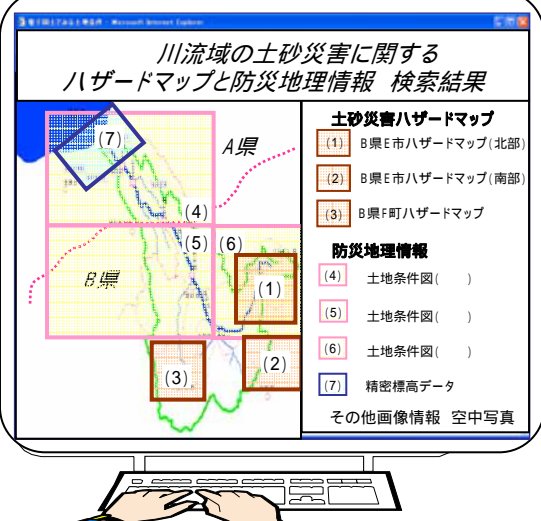 川流域の土砂災害に関する
ハザードマップと防災地理情報 検索結果
土砂災害ハザードマップ
(1) B県E市ハザードマップ(北部)
(2) B県E市ハザードマップ(南部)
(3) B県F町ハザードマップ
防災地理情報
(4) 土地条件図( )
(5) 土地条件図( )
(6) 土地条件図( )
(7) 精密標高データ
その他画像情報 空中写真
(7)
A県
(4)
(5)
(6)
B県
(1)
(2)
(3)